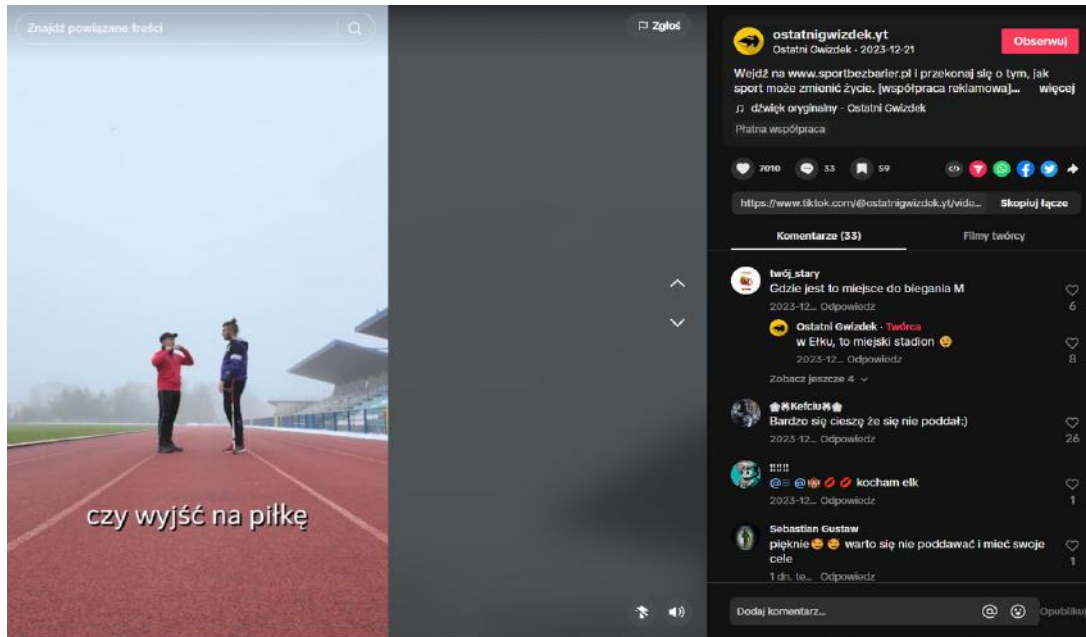 Znajdź powiązane treści
Zgłoś
czy wyjść na piłkę
ostatnigwizdek.yt
Ostatni Gwizdek · 2023-12-21
Obserwuj
Wejdź na www.sportbezbarier.pl i przekonaj się o tym, jak
sport może zmienić życie. [współpraca reklamowa]... więcej
dźwięk oryginalny - Ostatni Gwizdek
Płatna współpraca
7010 33 59
https://www.tiktok.com/@ostatnigwizdek.yt/vide... Skopiuj łącze
Komentarze (33) Filmy twórcy
twój_stary
Gdzie jest to miejsce do biegania M
2023-12... Odpowiedz 6
Ostatni Gwizdek · Twórca
w Ełku, to miejski stadion 😉
2023-12... Odpowiedz 8
Zobacz jeszcze 4
Kefciu
Bardzo się cieszę że się nie poddał:)
2023-12... Odpowiedz 26
!!!!!!
kocham elk
2023-12... Odpowiedz 1
Sebastian Gustaw
pięknie🥰🥰 warto się nie poddawać i mieć swoje
cele
1 dn. te... Odpowiedz 1
Dodaj komentarz... Opubliku